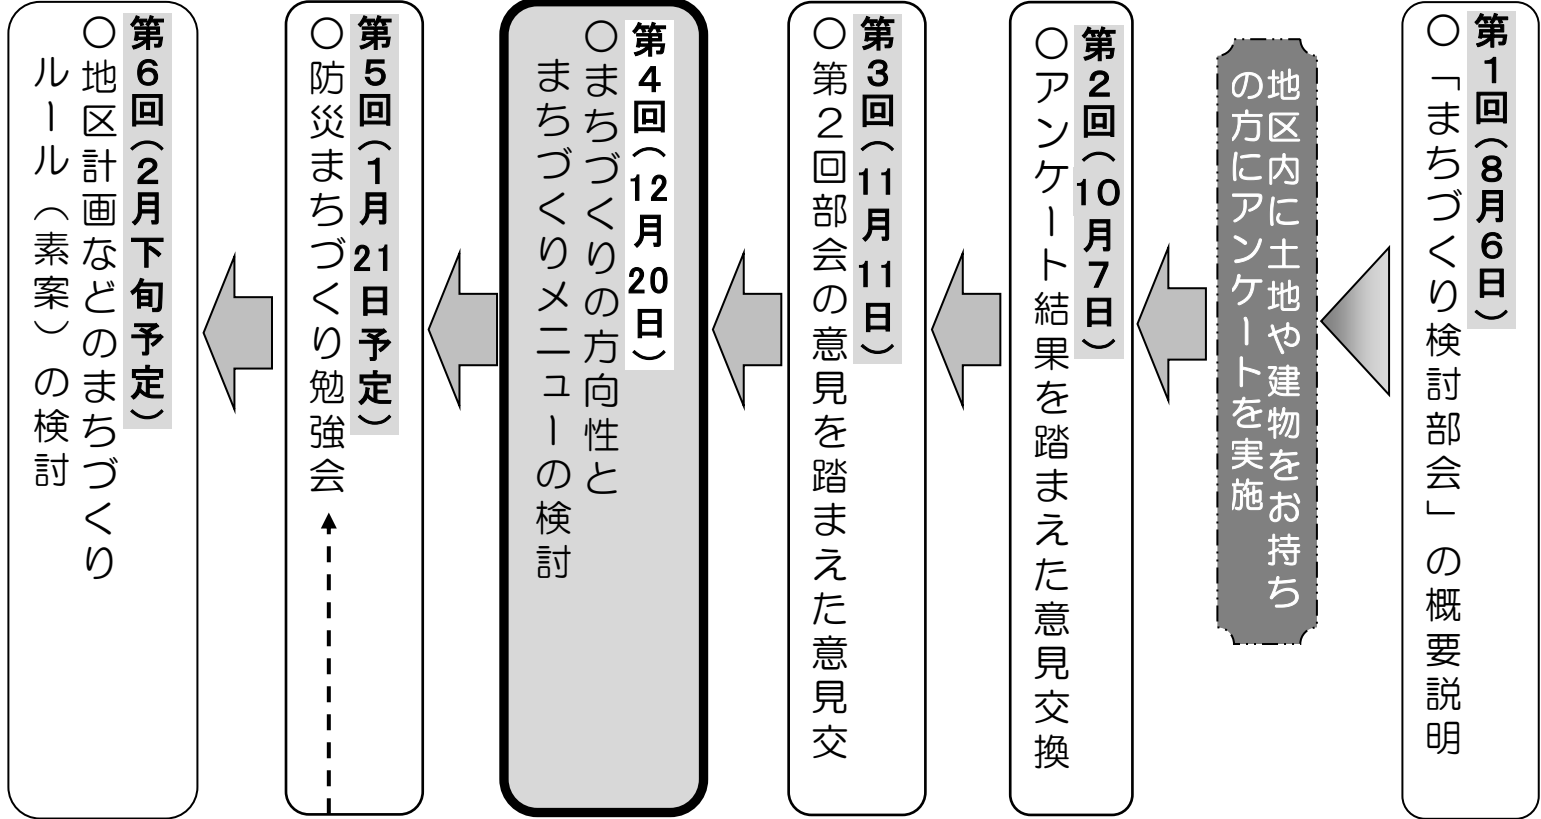 第1回(8月6日)
○「まちづくり検討部会」の概要説明
地区内に土地や建物をお持ち
の方にアンケートを実施
第2回(10月7日)
○アンケート結果を踏まえた意見交換
第3回(11月11日)
○第2回部会の意見を踏まえた意見交
第4回(12月20日)
○まちづくりの方向性と
まちづくりメニューの検討
第5回(1月21日予定)
○防災まちづくり勉強会
第6回(2月下旬予定)
○地区計画などのまちづくり
ルール(素案)の検討